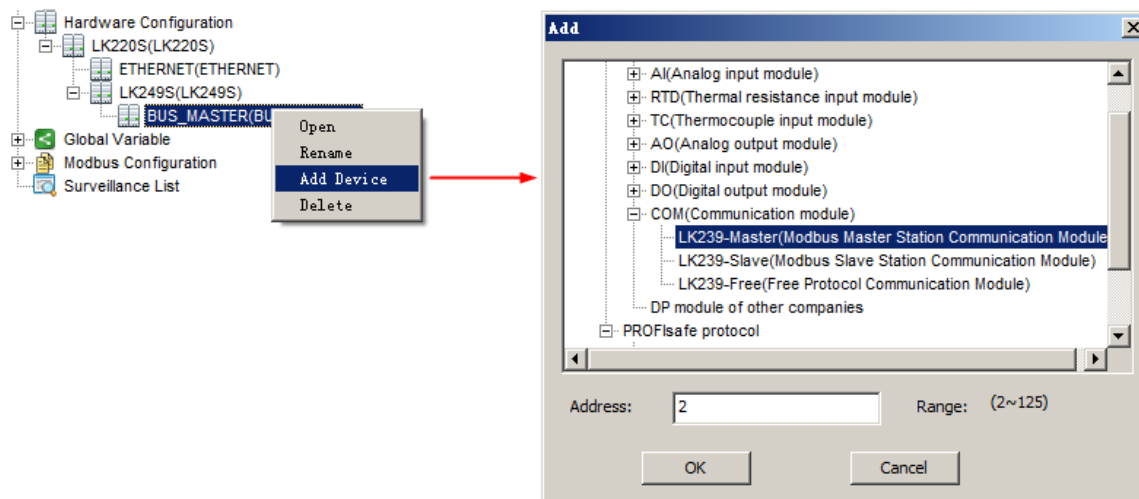 Hardware Configuration
LK220S(LK220S)
ETHERNET(ETHERNET)
LK249S(LK249S)
BUS_MASTER(BU
Global Variable
Modbus Configuration
Surveillance List
Open
Rename
Add Device
Delete
Add
AI(Analog input module)
RTD(Thermal resistance input module)
TC(Thermocouple input module)
AO(Analog output module)
DI(Digital input module)
DO(Digital output module)
COM(Communication module)
LK239-Master(Modbus Master Station Communication Module
LK239-Slave(Modbus Slave Station Communication Module)
LK239-Free(Free Protocol Communication Module)
DP module of other companies
PROFIsafe protocol
Address: 2 Range: (2~125)
OK Cancel